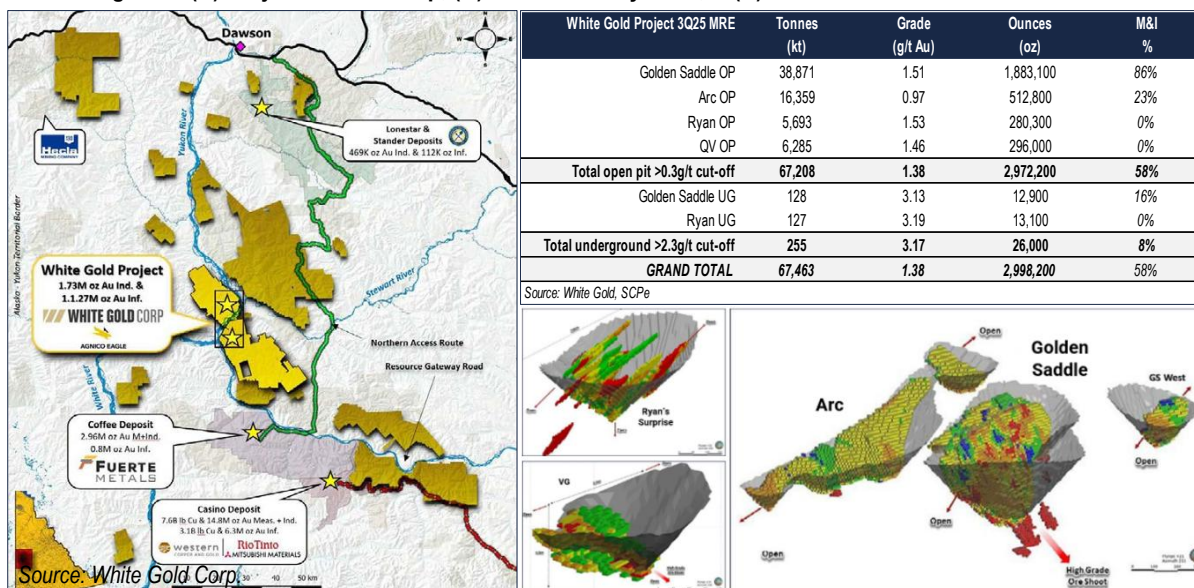 Dawson
Hecla
MINING COMPANY
Lonestar &
Stander Deposits
469K oz Au Ind. & 112K oz Inf.
Yukon River
Alaska - Yukon Territorial Border
Stewart River
White Gold Project
1.73M oz Au Ind. &
1.1.27M oz Au Inf.
WHITE GOLD CORP
AGNICO EAGLE
Northern Access Route
Resource Gateway Road
White River
Coffee Deposit
2.96M oz Au M+Ind.
0.8M oz Au Inf.
FUERTE
METALS
Yukon River
Casino Deposit
7.6B lb Cu & 14.8M oz Au Meas. + Ind.
3.1B lb Cu & 6.3M oz Au Inf.
western
COPPER AND GOLD
RioTinto
MITSUBISHI MATERIALS
Source: White Gold Corp.
30 40 50 km
White Gold Project 3Q25 MRE Tonnes Grade Ounces M&I
(kt) (g/t Au) (oz) %
Golden Saddle OP 38,871 1.51 1,883,100 86%
Arc OP 16,359 0.97 512,800 23%
Ryan OP 5,693 1.53 280,300 0%
QV OP 6,285 1.46 296,000 0%
Total open pit >0.3g/t cut-off 67,208 1.38 2,972,200 58%
Golden Saddle UG 128 3.13 12,900 16%
Ryan UG 127 3.19 13,100 0%
Total underground >2.3g/t cut-off 255 3.17 26,000 8%
GRAND TOTAL 67,463 1.38 2,998,200 58%
Source: White Gold, SCPe
Ryan's
Surprise
VG
Arc
Golden
Saddle
GS West
Open
Open
Open
Open
Open
High Grade
Ore Shoot